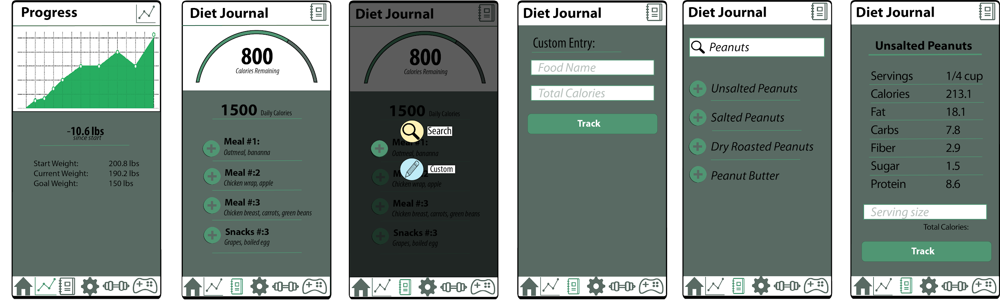 Progress
-10.6 lbs
since start
Start Weight: 200.8 lbs
Current Weight: 190.2 lbs
Goal Weight: 150 lbs
Diet Journal
800
Calories Remaining
1500 Daily Calories
Meal #1:
Oatmeal, bananna
Meal #:2
Chicken wrap, apple
Meal #:3
Chicken breast, carrots, green beans
Snacks #:3
Grapes, boiled egg
Diet Journal
800
Calories Remaining
1500 Daily Calories
Search
Meal #1:
Oatmeal, bananna
Custom
Meal #:2
Chicken wrap, apple
Meal #:3
Chicken breast, carrots, green beans
Snacks #:3
Grapes, boiled egg
Diet Journal
Custom Entry:
Food Name
Total Calories
Track
Diet Journal
Peanuts
Unsalted Peanuts
Salted Peanuts
Dry Roasted Peanuts
Peanut Butter
Diet Journal
Unsalted Peanuts
Servings 1/4 cup
Calories 213.1
Fat 18.1
Carbs 7.8
Fiber 2.9
Sugar 1.5
Protein 8.6
Serving size
Total Calories:
Track